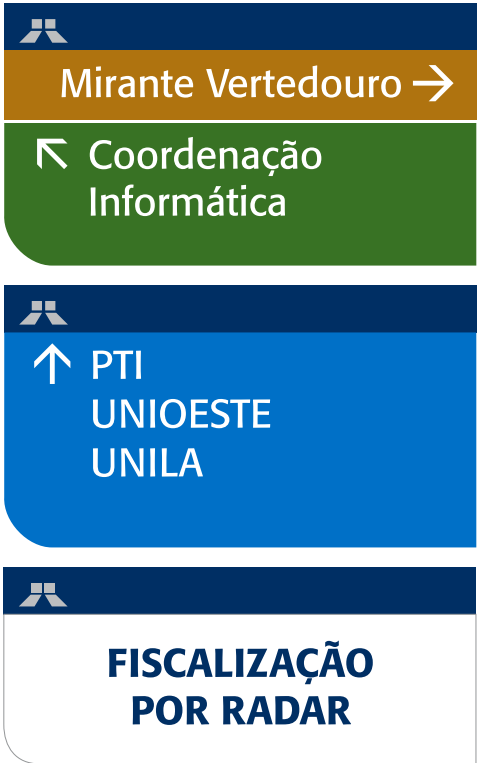 Mirante Vertedouro →
Coordenação
Informática
PTI
UNIOESTE
UNILA
FISCALIZAÇÃO
POR RADAR